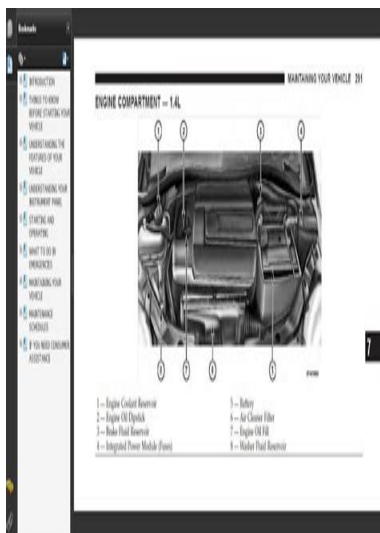 Bookmarks
INTRODUCTION
THINGS TO KNOW
BEFORE STARTING YOUR
VEHICLE
UNDERSTANDING THE
FEATURES OF YOUR
VEHICLE
UNDERSTANDING YOUR
INSTRUMENT PANEL
STARTING AND
OPERATING
WHAT TO DO IN
EMERGENCIES
MAINTAINING YOUR
VEHICLE
MAINTENANCE
SCHEDULES
IF YOU NEED CONSUMER
ASSISTANCE
MAINTAINING YOUR VEHICLE 291
ENGINE COMPARTMENT — 1.4L
1 2 3 4
8 7 6 5
7
1 — Engine Coolant Reservoir
2 — Engine Oil Dipstick
3 — Brake Fluid Reservoir
4 — Integrated Power Module (Fuses)
5 — Battery
6 — Air Cleaner Filter
7 — Engine Oil Fill
8 — Washer Fluid Reservoir